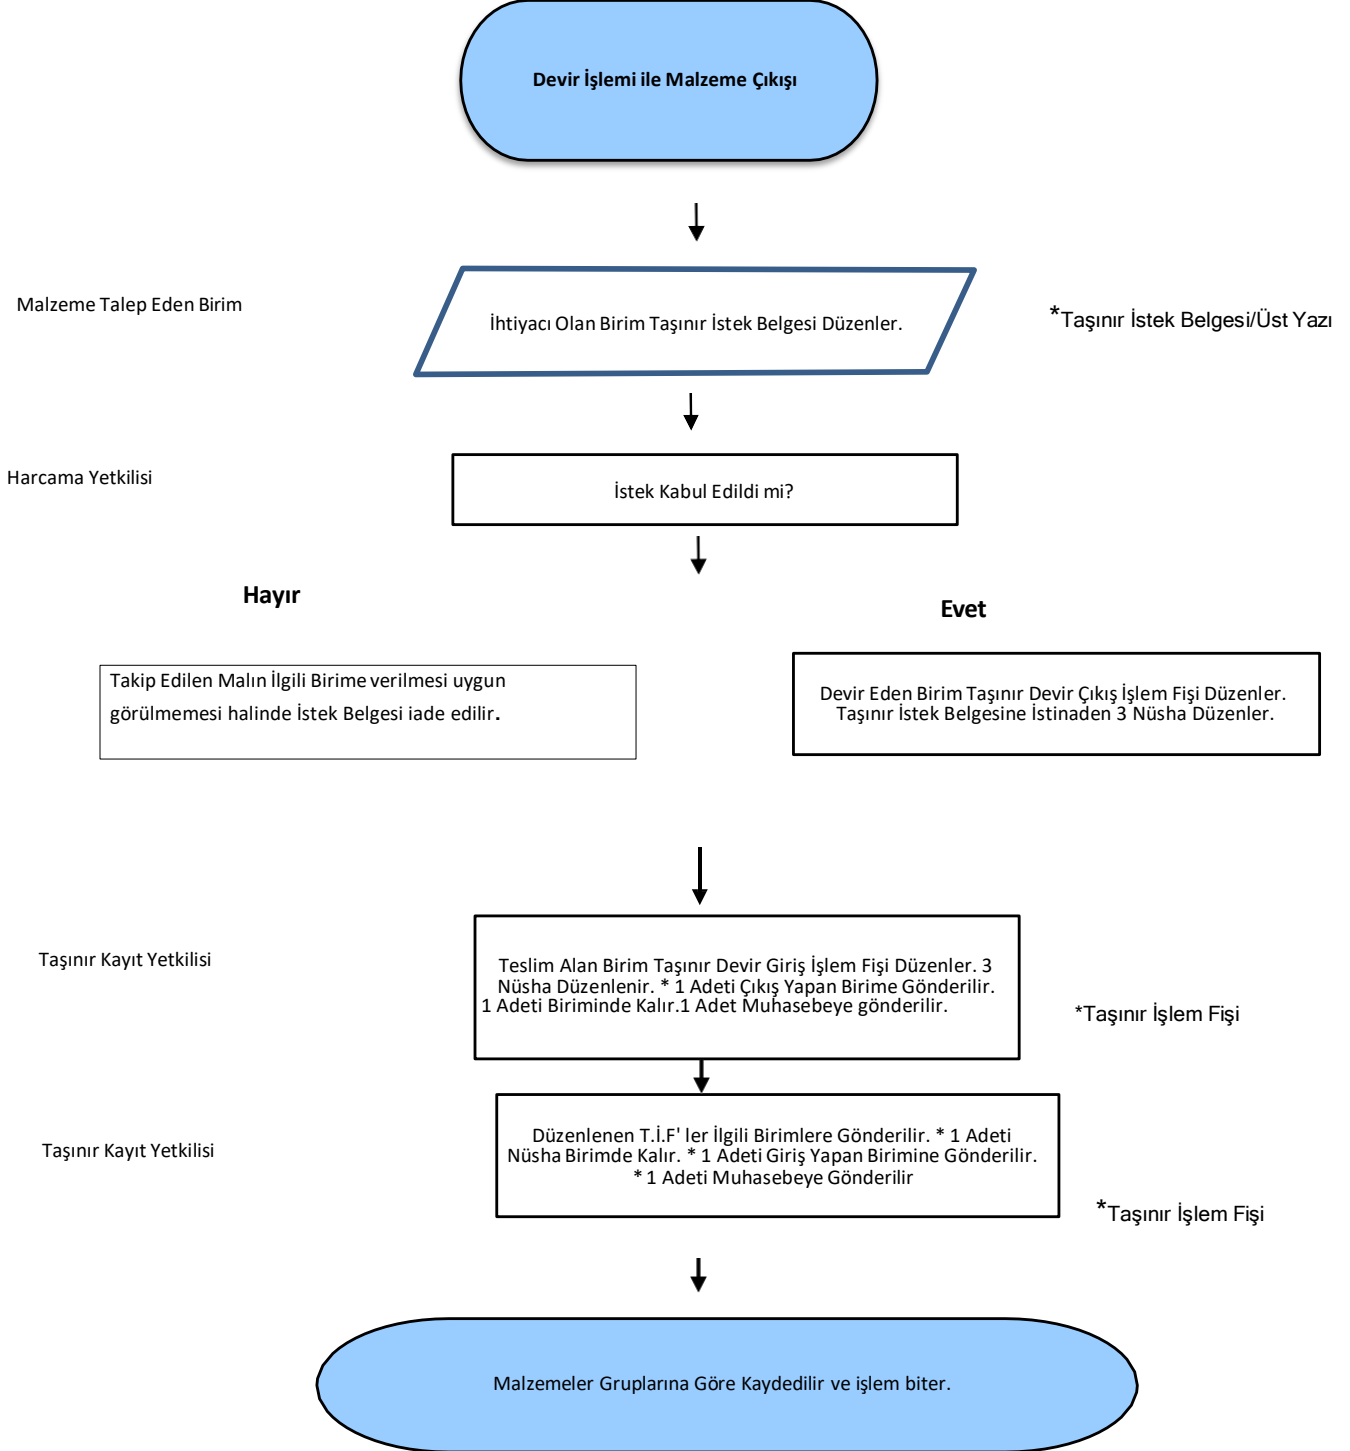 Devir İşlemi ile Malzeme Çıkışı
Malzeme Talep Eden Birim
İhtiyacı Olan Birim Taşınır İstek Belgesi Düzenler.
*Taşınır İstek Belgesi/Üst Yazı
Harcama Yetkilisi
İstek Kabul Edildi mi?
Hayır
Evet
Takip Edilen Malın İlgili Birime verilmesi uygun
görülmemesi halinde İstek Belgesi iade edilir.
Devir Eden Birim Taşınır Devir Çıkış İşlem Fişi Düzenler.
Taşınır İstek Belgesine İstinaden 3 Nüsha Düzenler.
Taşınır Kayıt Yetkilisi
Teslim Alan Birim Taşınır Devir Giriş İşlem Fişi Düzenler. 3
Nüsha Düzenlenir. * 1 Adeti Çıkış Yapan Birime Gönderilir.
1 Adeti Biriminde Kalır.1 Adet Muhasebeye gönderilir.
*Taşınır İşlem Fişi
Taşınır Kayıt Yetkilisi
Düzenlenen T.İ.F' ler İlgili Birimlere Gönderilir. * 1 Adeti
Nüsha Birimde Kalır. * 1 Adeti Giriş Yapan Birimine Gönderilir.
* 1 Adeti Muhasebeye Gönderilir
*Taşınır İşlem Fişi
Malzemeler Gruplarına Göre Kaydedilir ve işlem biter.